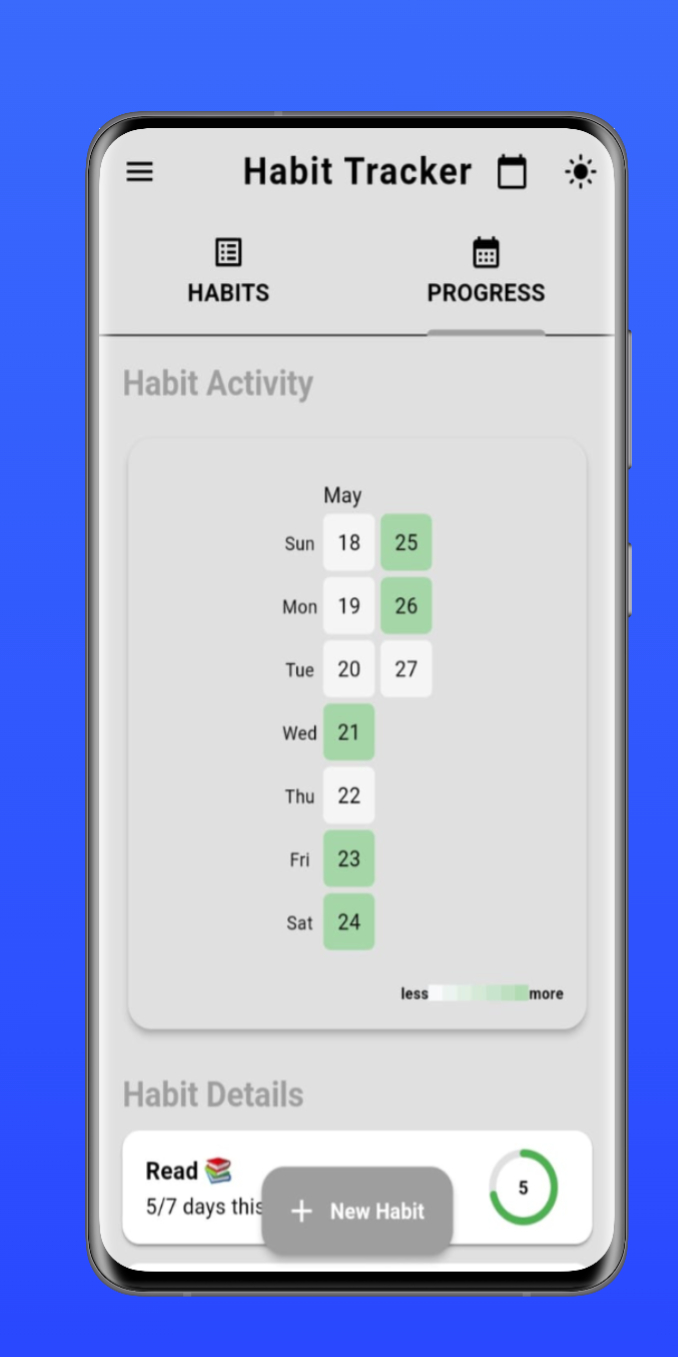 Habit Tracker
HABITS PROGRESS
Habit Activity
May
Sun 18 25
Mon 19 26
Tue 20 27
Wed 21
Thu 22
Fri 23
Sat 24
less more
Habit Details
Read 📚
5/7 days this
5
+ New Habit